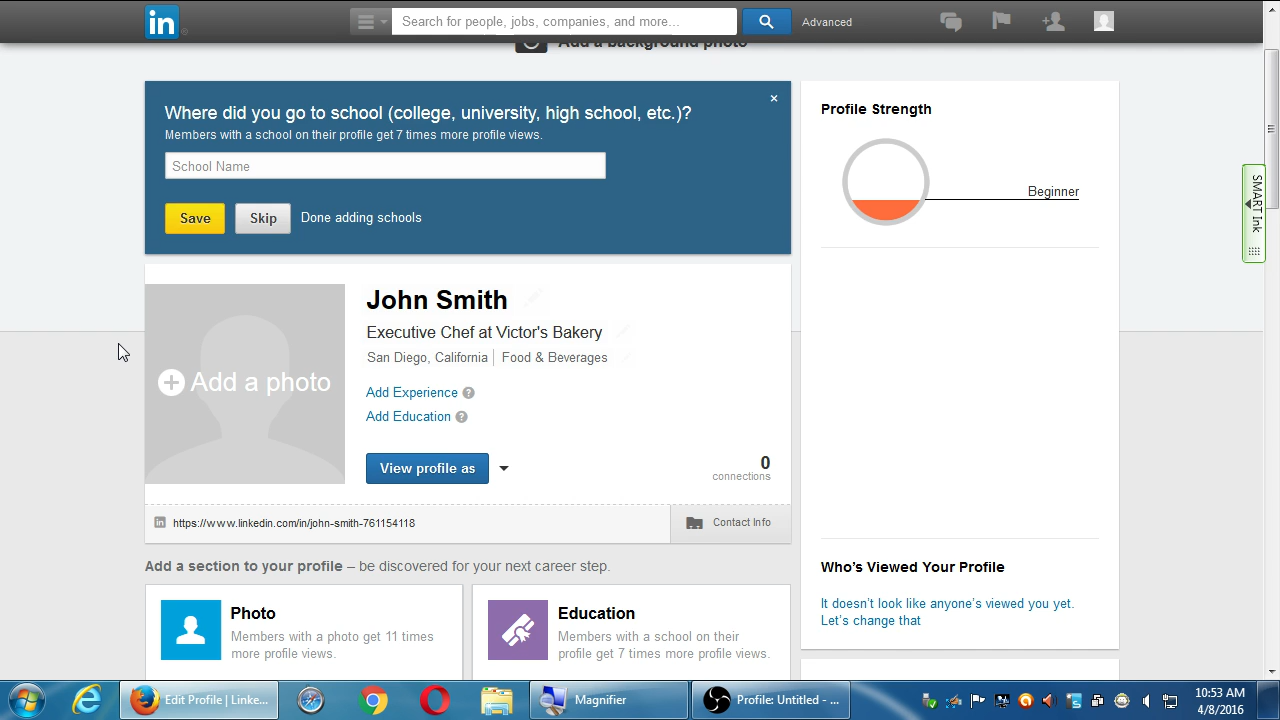 in
Search for people, jobs, companies, and more...
Advanced
Add a background photo
Where did you go to school (college, university, high school, etc.)?
Members with a school on their profile get 7 times more profile views.
School Name
Save
Skip
Done adding schools
Profile Strength
Beginner
SMART Ink
John Smith
Executive Chef at Victor's Bakery
San Diego, California
Food & Beverages
Add a photo
Add Experience ?
Add Education ?
View profile as
0
connections
in https://www.linkedin.com/in/john-smith-761154118
Contact Info
Add a section to your profile – be discovered for your next career step.
Photo
Members with a photo get 11 times
more profile views.
Education
Members with a school on their
profile get 7 times more profile views.
Who's Viewed Your Profile
It doesn't look like anyone's viewed you yet.
Let's change that
Edit Profile | Linke...
Magnifier
Profile: Untitled - ...
10:53 AM
4/8/2016